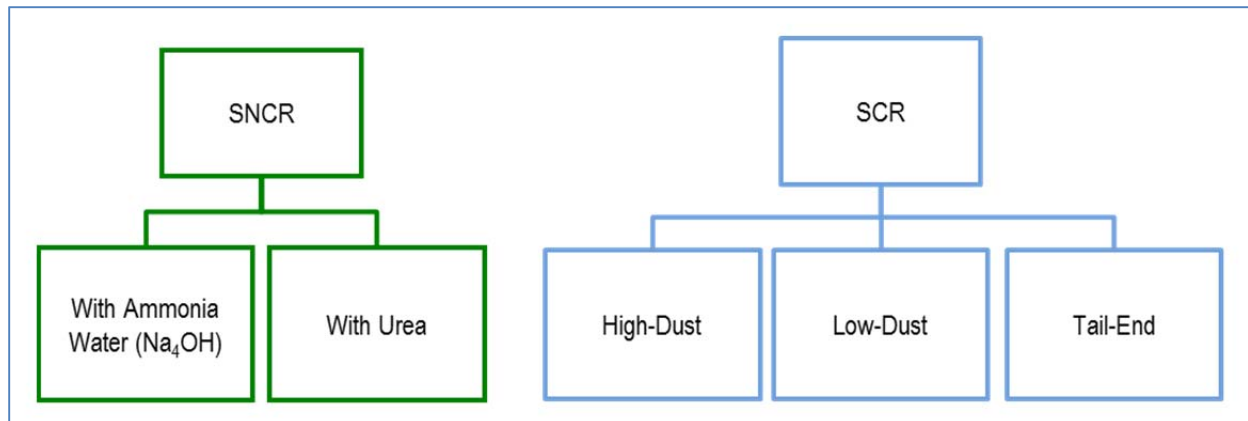 SNCR
SCR
With Ammonia
Water (Na₄OH)
With Urea
High-Dust
Low-Dust
Tail-End